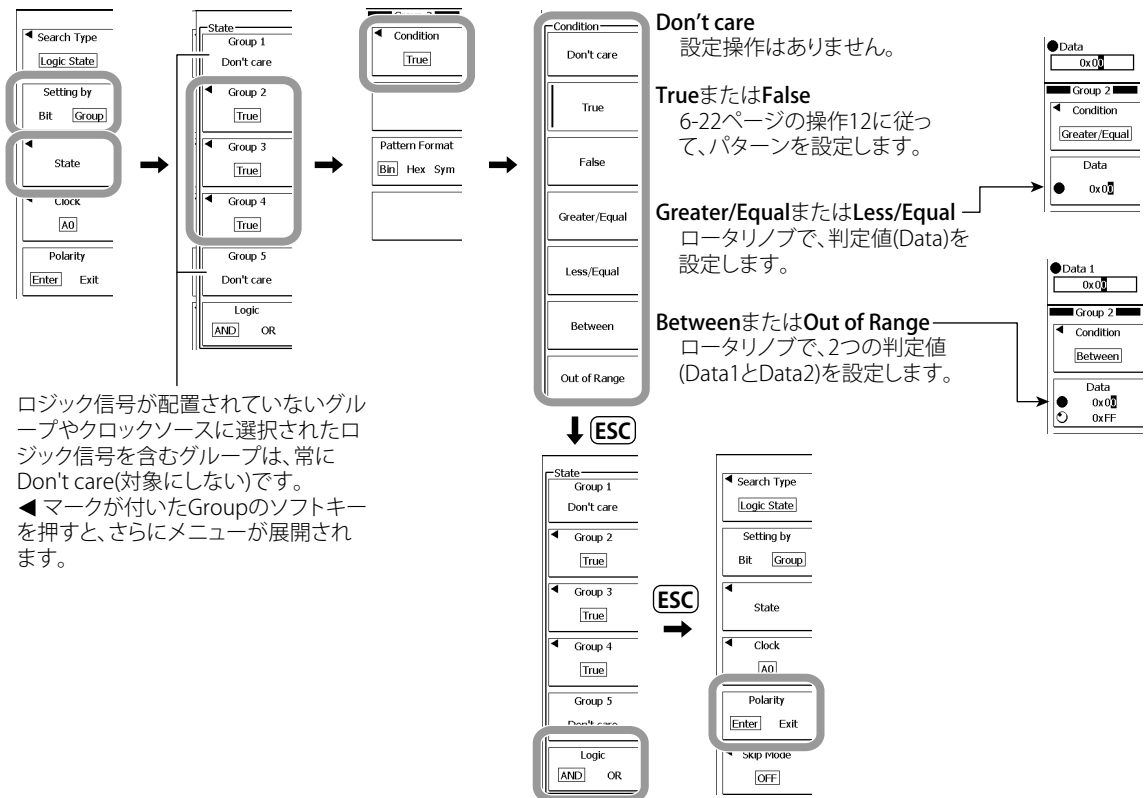 Search Type
Logic State
Setting by
Bit Group
State
Clock
A0
Polarity
Enter Exit
State
Group 1
Don't care
Group 2
True
Group 3
True
Group 4
True
Group 5
Don't care
Logic
AND OR
Condition
True
Pattern Format
Bin Hex Sym
Condition
Don't care
True
False
Greater/Equal
Less/Equal
Between
Out of Range
Don't care
設定操作はありません。
TrueまたはFalse
6-22ページの操作12に従っ
て、パターンを設定します。
Greater/EqualまたはLess/Equal
ロータリノブで、判定値(Data)を
設定します。
BetweenまたはOut of Range
ロータリノブで、2つの判定値
(Data1とData2)を設定します。
Data
0x00
Group 2
Condition
Greater/Equal
Data
0x00
Data 1
0x00
Group 2
Condition
Between
Data
0x00
0xFF
ロジック信号が配置されていないグル
ープやクロックソースに選択されたロ
ジック信号を含むグループは、常に
Don't care(対象にしない)です。
◀ マークが付いたGroupのソフトキー
を押すと、さらにメニューが展開され
ます。
ESC
State
Group 1
Don't care
Group 2
True
Group 3
True
Group 4
True
Group 5
Don't care
Logic
AND OR
ESC
Search Type
Logic State
Setting by
Bit Group
State
Clock
A0
Polarity
Enter Exit
Skip Mode
OFF